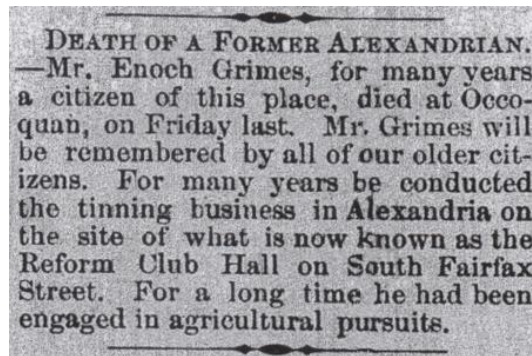 DEATH OF A FORMER ALEXANDRIAN.
—Mr. Enoch Grimes, for many years
a citizen of this place, died at Occo-
quan, on Friday last. Mr. Grimes will
be remembered by all of our older cit-
izens. For many years be conducted
the tinning business in Alexandria on
the site of what is now known as the
Reform Club Hall on South Fairfax
Street. For a long time he had been
engaged in agricultural pursuits.